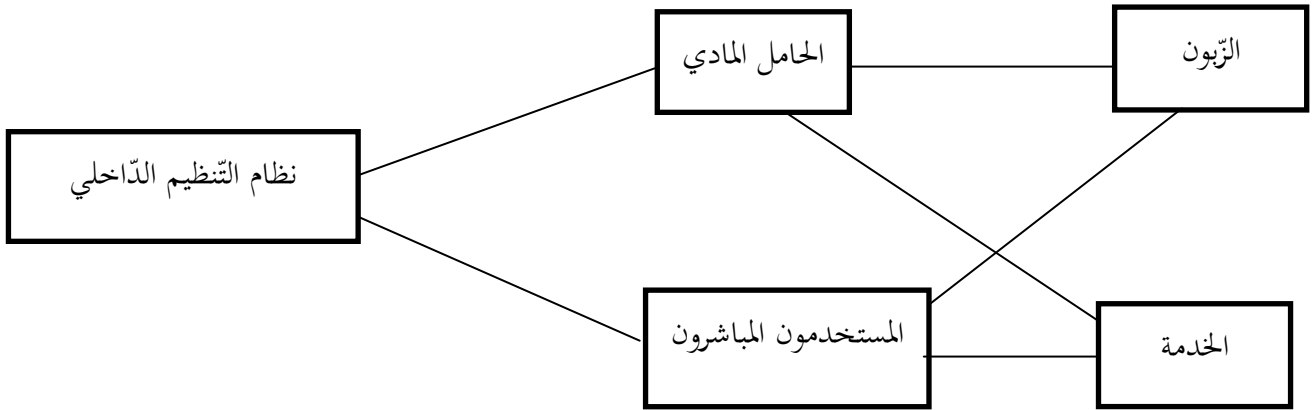 الزّبون
الحامل المادي
نظام التّنظيم الدّاخلي
المستخدمون المباشرون
الخدمة